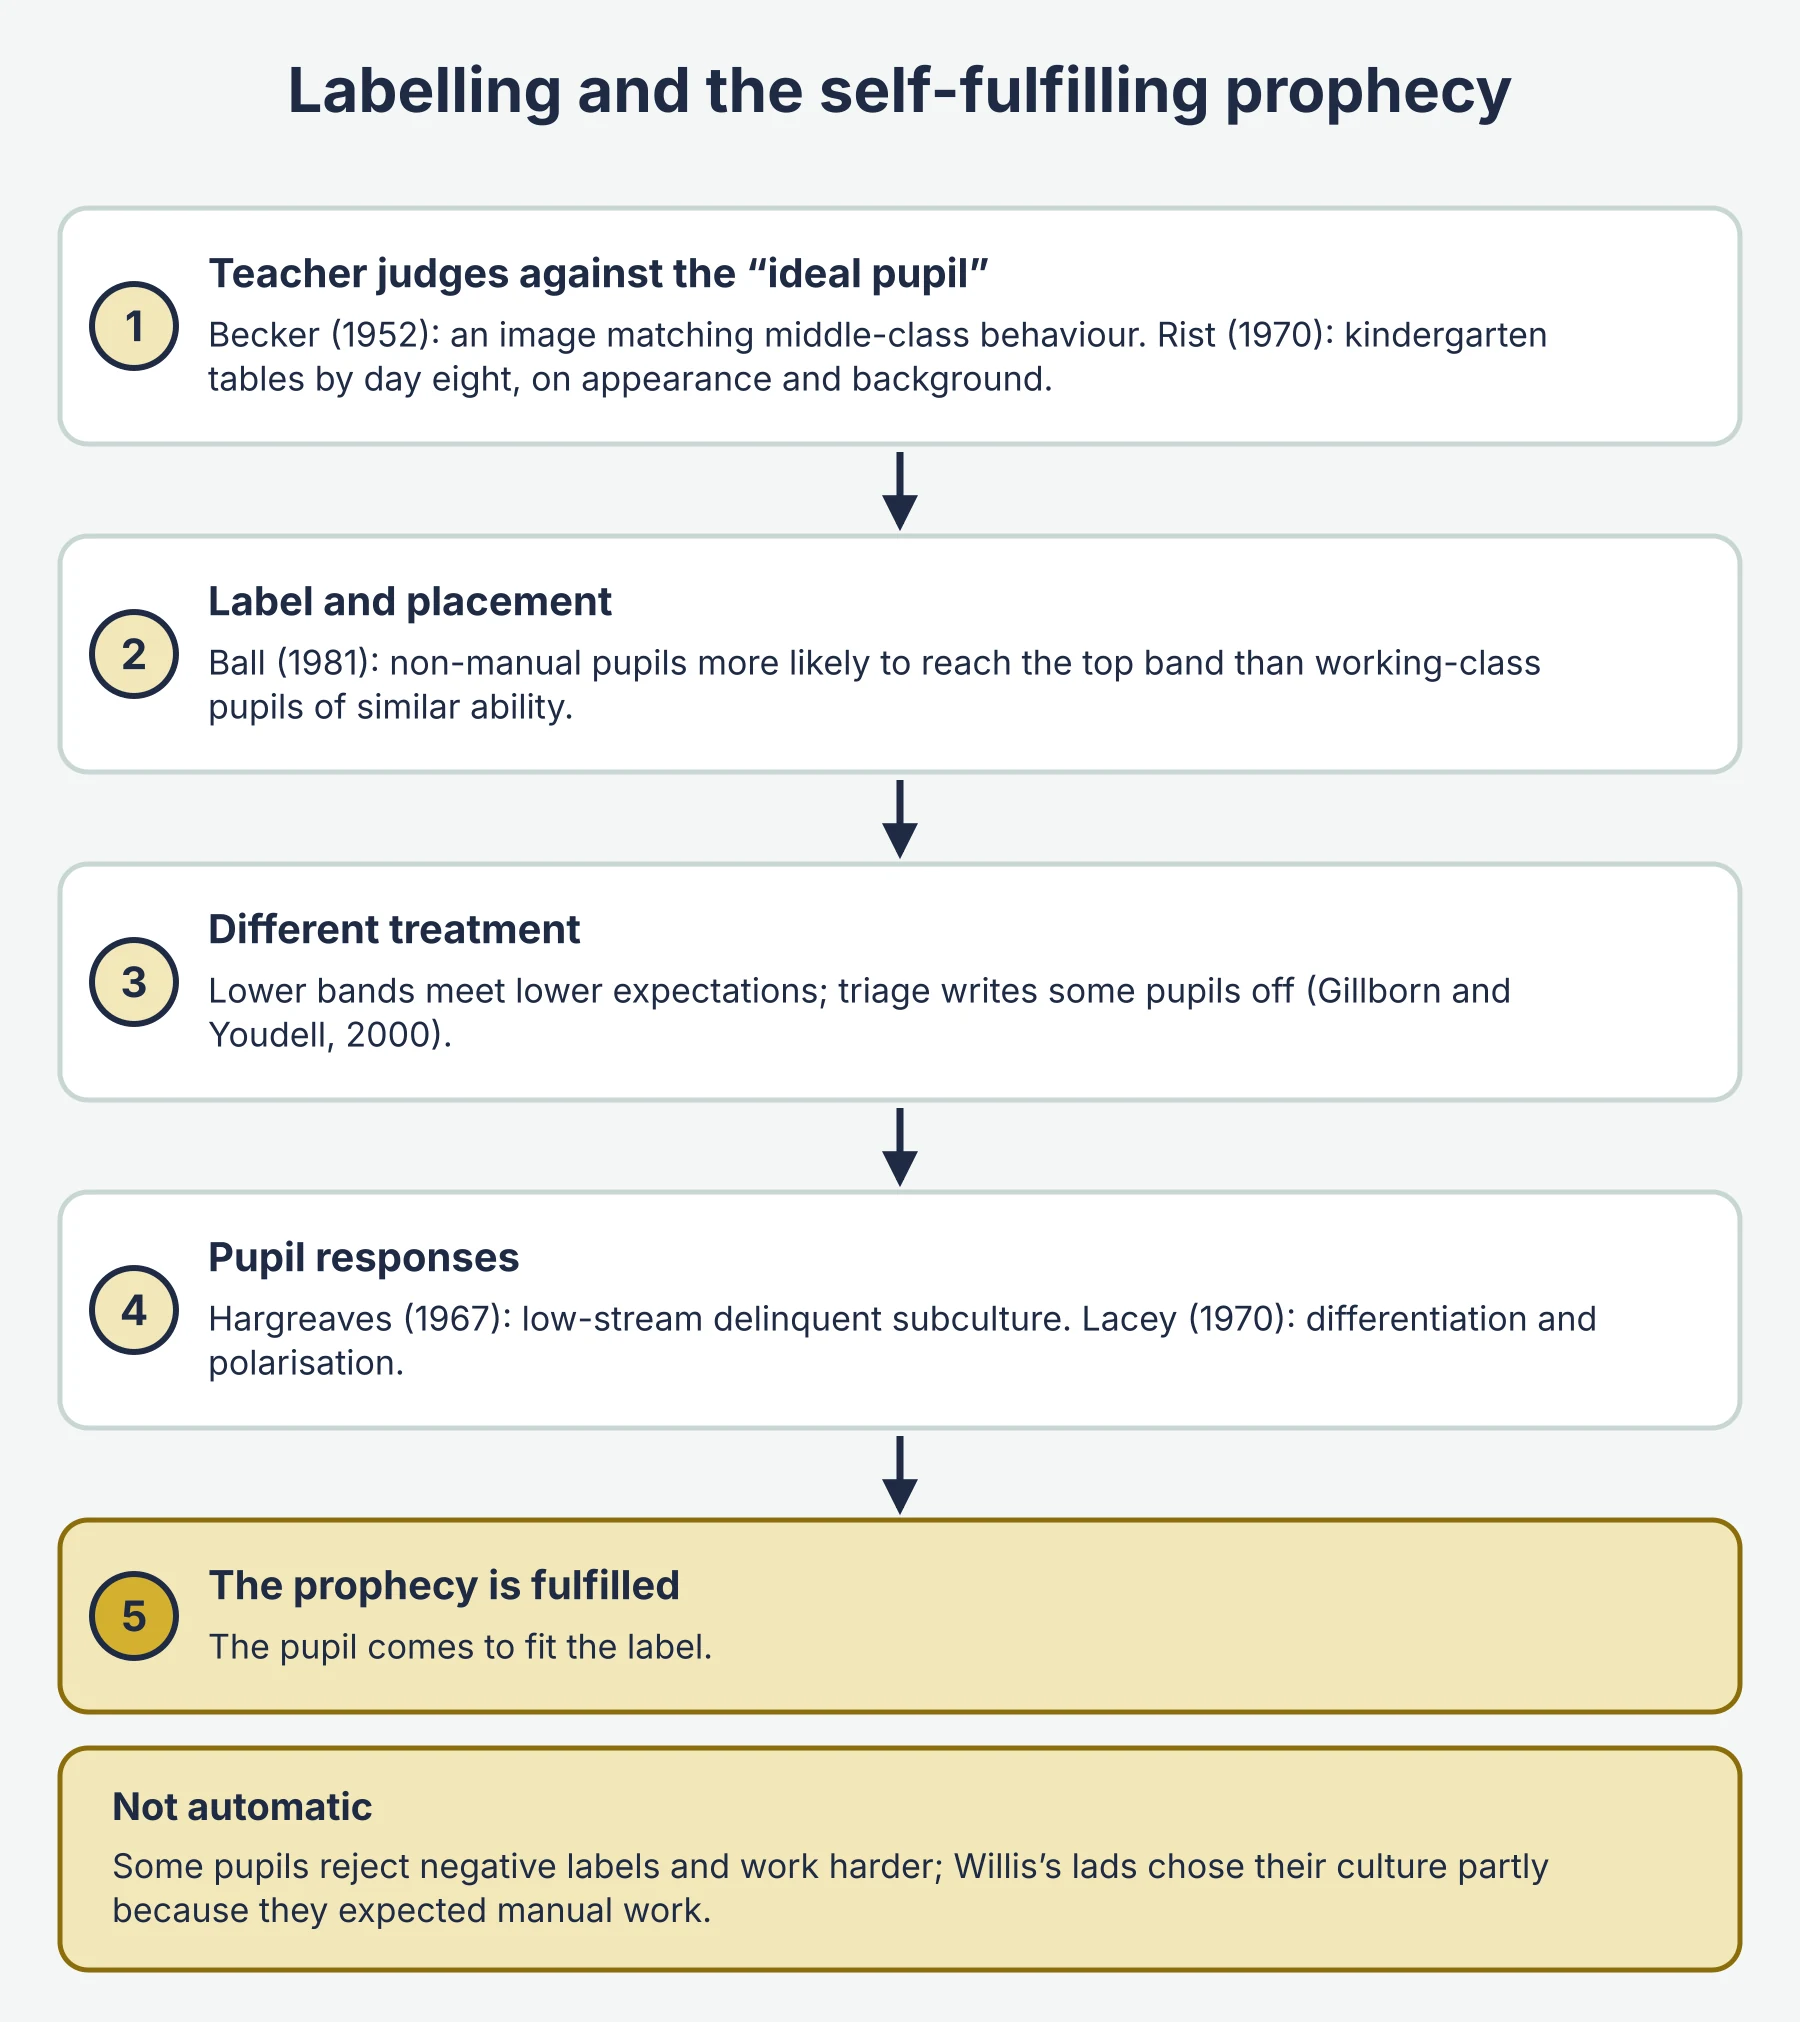 Labelling and the self-fulfilling prophecy
1
Teacher judges against the “ideal pupil”
Becker (1952): an image matching middle-class behaviour. Rist (1970): kindergarten
tables by day eight, on appearance and background.
2
Label and placement
Ball (1981): non-manual pupils more likely to reach the top band than working-class
pupils of similar ability.
3
Different treatment
Lower bands meet lower expectations; triage writes some pupils off (Gillborn and
Youdell, 2000).
4
Pupil responses
Hargreaves (1967): low-stream delinquent subculture. Lacey (1970): differentiation and
polarisation.
5
The prophecy is fulfilled
The pupil comes to fit the label.
Not automatic
Some pupils reject negative labels and work harder; Willis’s lads chose their culture partly
because they expected manual work.